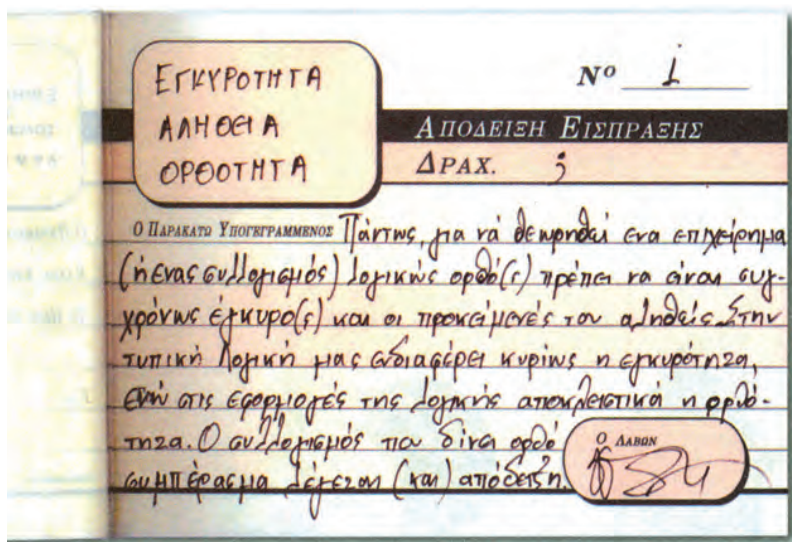 ΕΓΚΥΡΟΤΗΤΑ
ΑΛΗΘΕΙΑ
ΟΡΘΟΤΗΤΑ
Νο 1
ΑΠΟΔΕΙΞΗ ΕΙΣΠΡΑΞΗΣ
ΔΡΑΧ. ;
Ο ΠΑΡΑΚΑΤΩ ΥΠΟΓΕΓΡΑΜΜΕΝΟΣ Πάντως, για νά θεωρηθεί ένα επιχείρημα
(ή ένας συλλογισμός) λογικώς ορθό(ς) πρέπει να είναι συγ-
χρόνως έγκυρο(ς) και οι προκείμενές του αληθείς. Στην
τυπική Λογική μας ενδιαφέρει κυρίως η εγκυρότητα,
ενώ στις εφαρμογές της λογικής αποκλειστικά η ορθό-
τητα. Ο συλλογισμός που δίνει ορθό
συμπέρασμα λέγεται (και) απόδειξη.
Ο ΛΑΒΩΝ